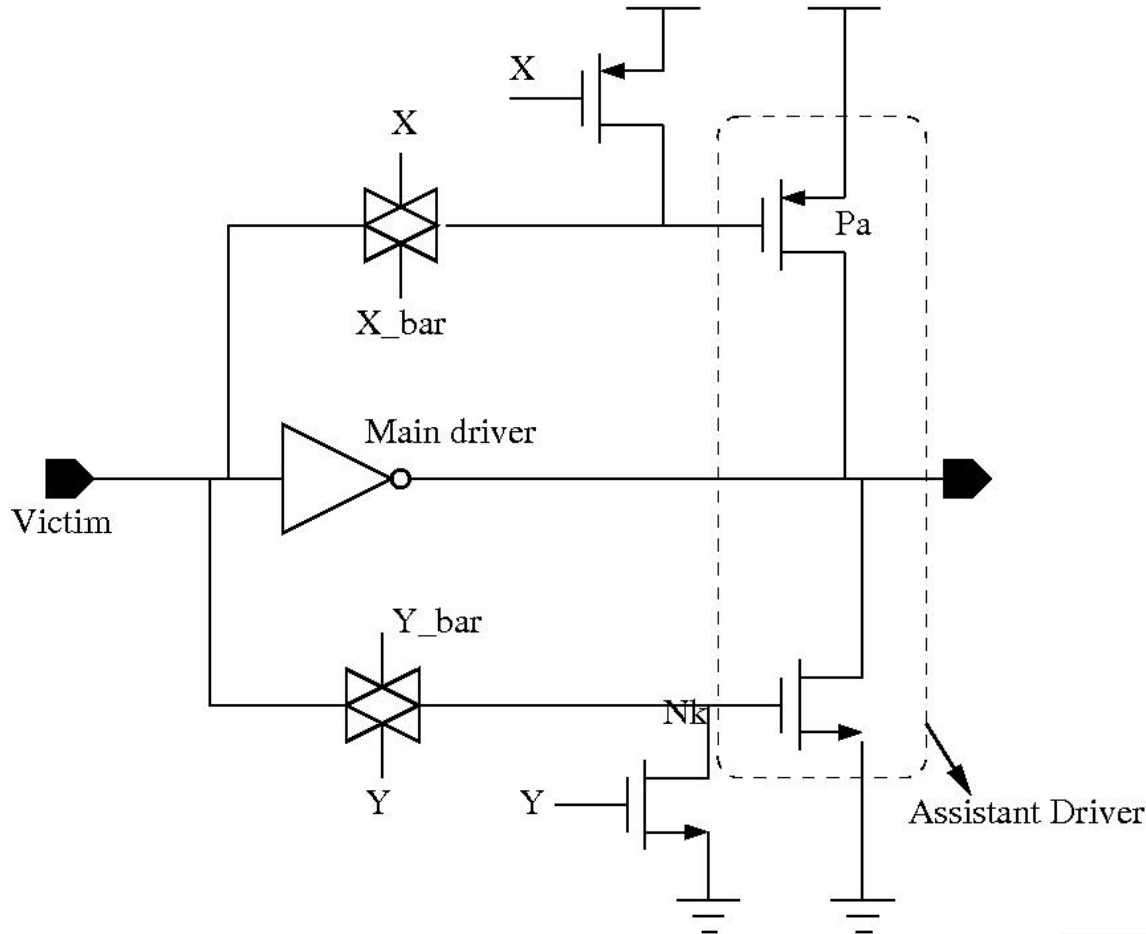 X
X
Pa
X_bar
Main driver
Victim
Y_bar
Nk
Y
Y
Assistant Driver